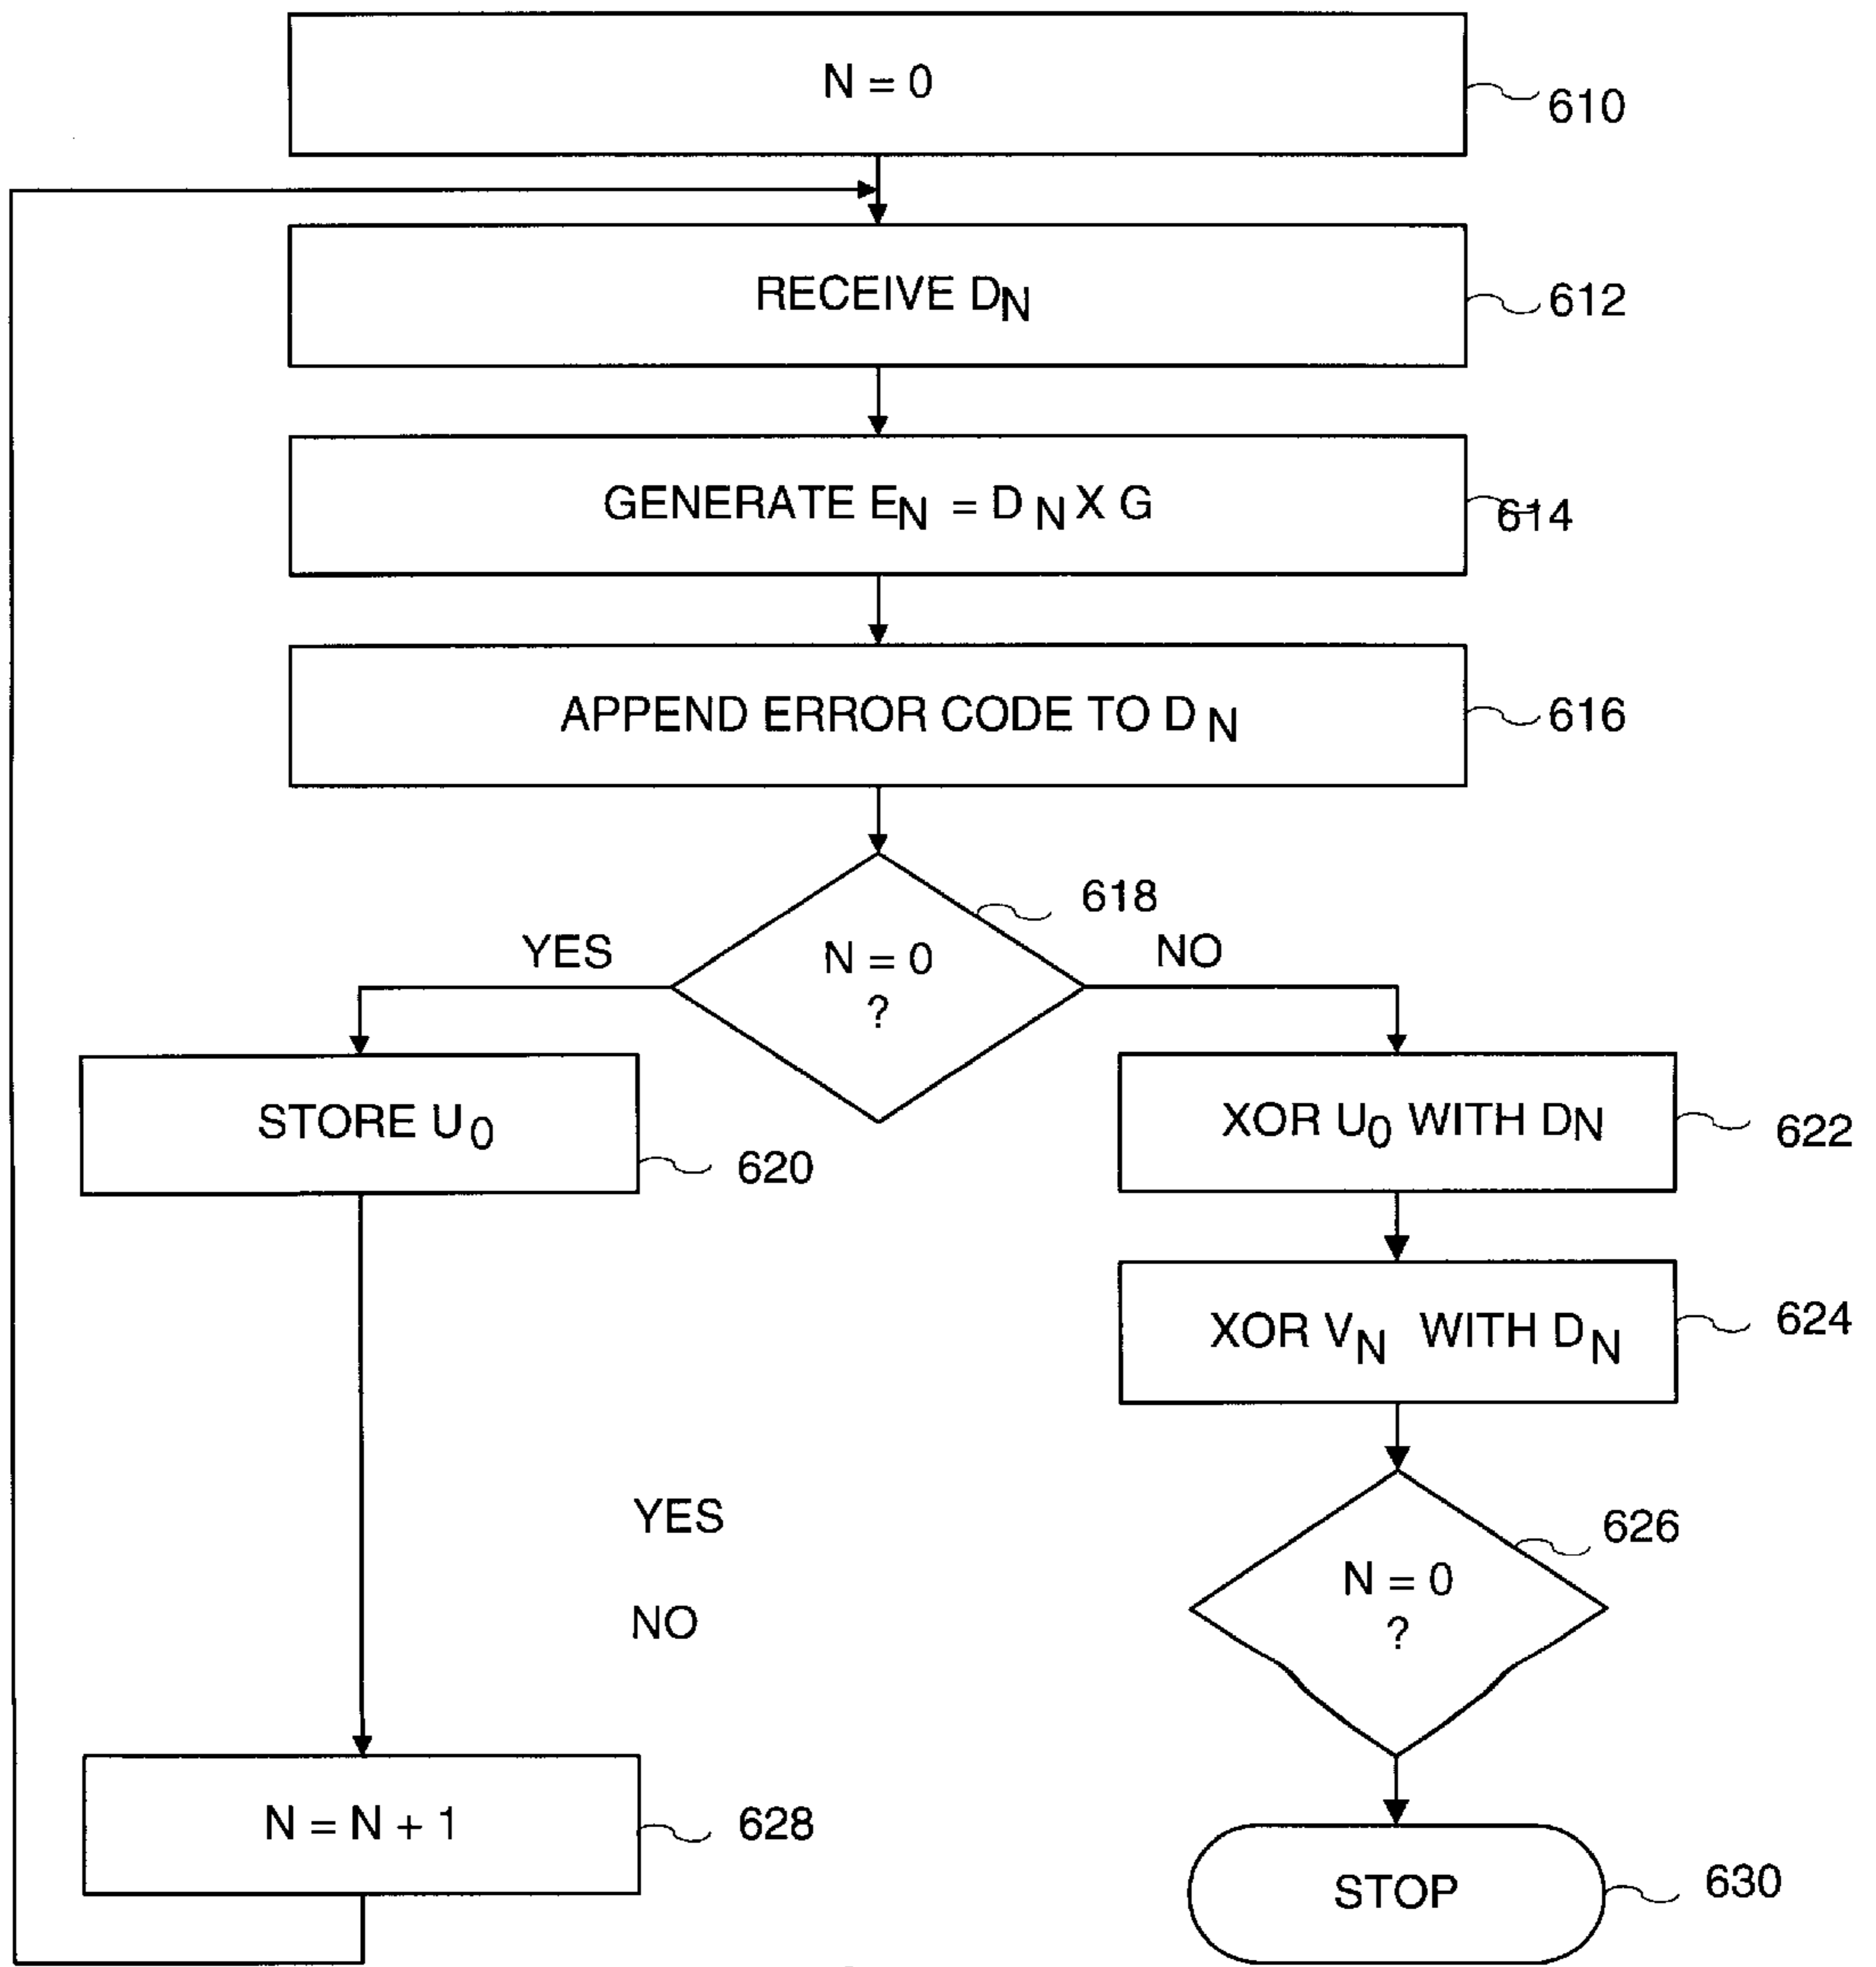 N = 0
610
RECEIVE DN
612
GENERATE EN = DN X G
614
APPEND ERROR CODE TO DN
616
618
YES
N = 0
?
NO
STORE U0
620
XOR U0 WITH DN
622
XOR VN WITH DN
624
YES
NO
626
N = 0
?
N = N + 1
628
STOP
630